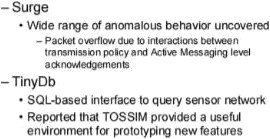 – Surge
• Wide range of anomalous behavior uncovered
– Packet overflow due to interactions between
transmission policy and Active Messaging level
acknowledgements
– TinyDb
• SQL-based interface to query sensor network
• Reported that TOSSIM provided a useful
environment for prototyping new features